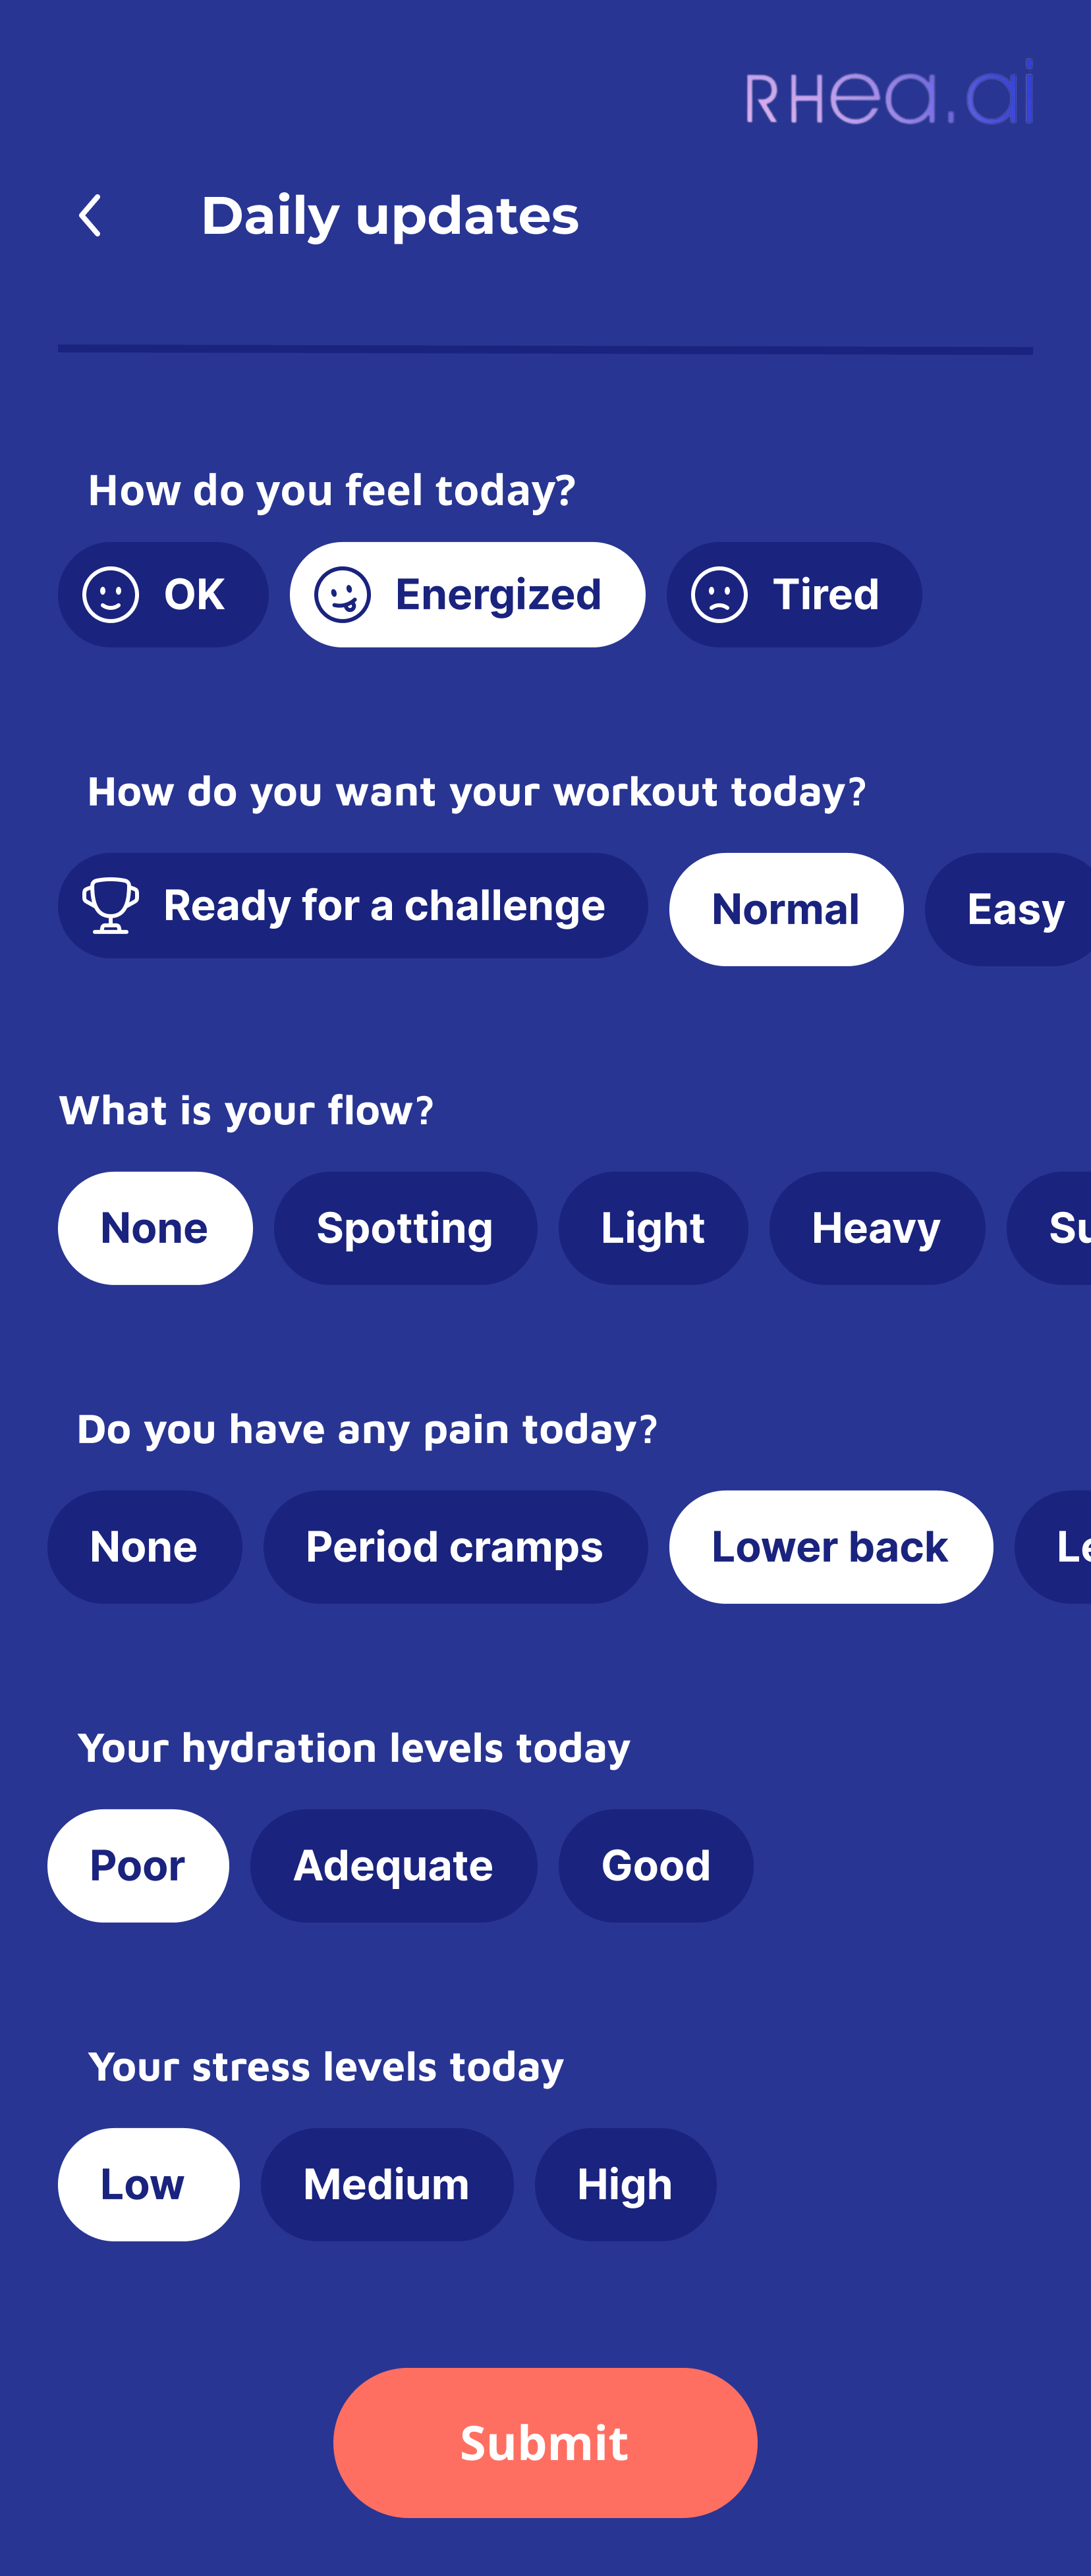 RHea.ai
Daily updates
How do you feel today?
OK Energized Tired
How do you want your workout today?
Ready for a challenge Normal Easy
What is your flow?
None Spotting Light Heavy Su
Do you have any pain today?
None Period cramps Lower back Le
Your hydration levels today
Poor Adequate Good
Your stress levels today
Low Medium High
Submit